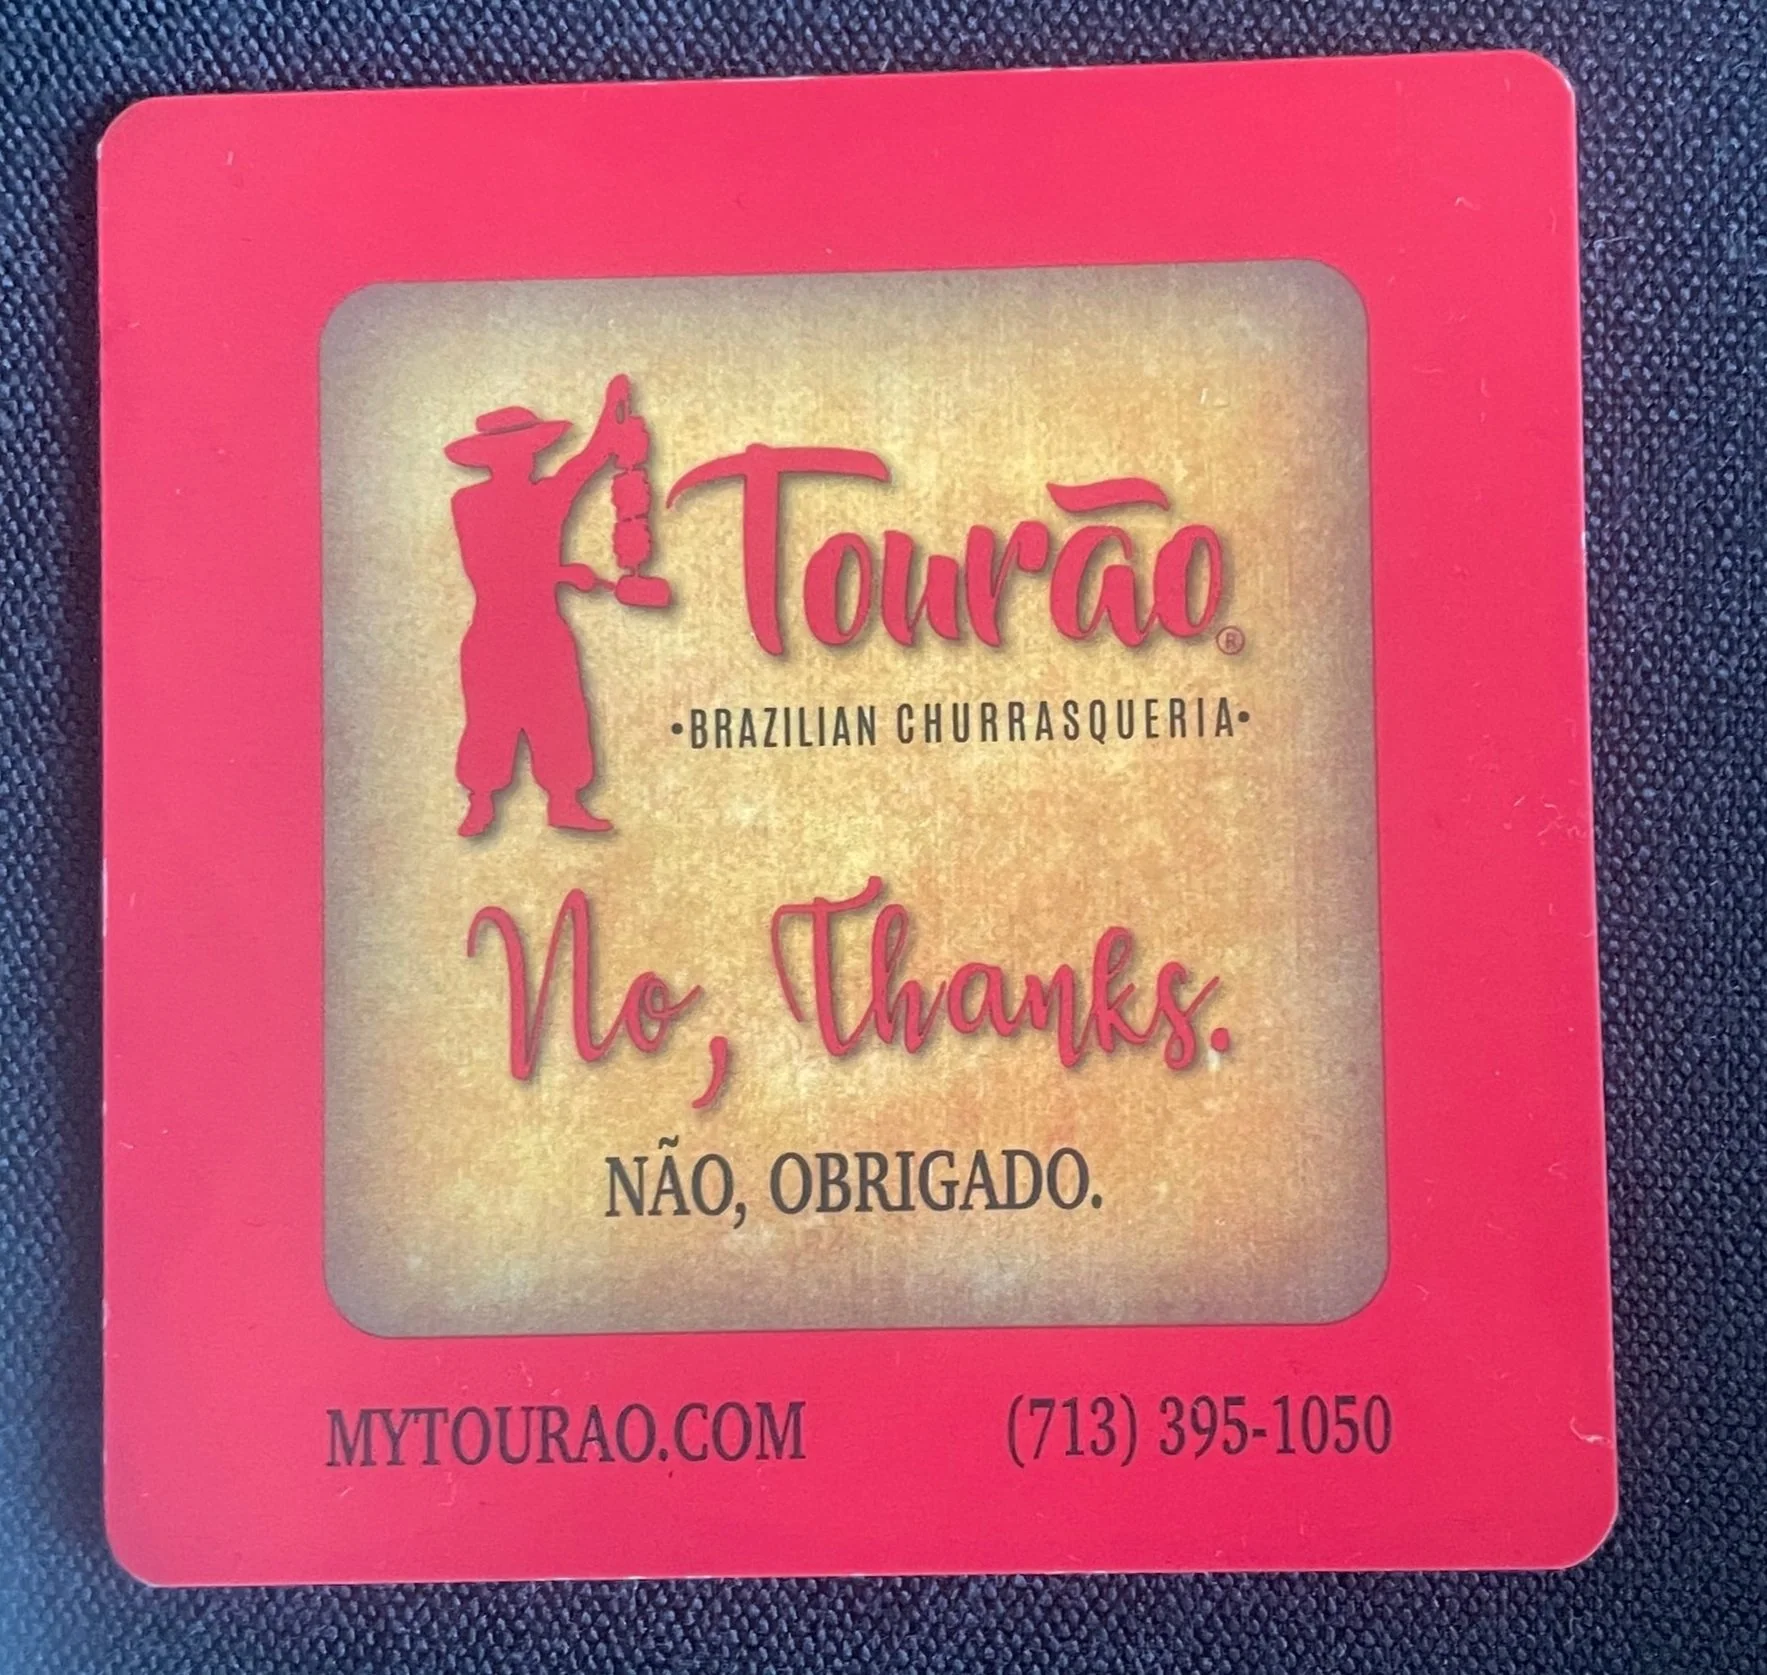 Tourão®
•BRAZILIAN CHURRASQUERIA•
No, Thanks.
NÃO, OBRIGADO.
MYTOURAO.COM (713) 395-1050